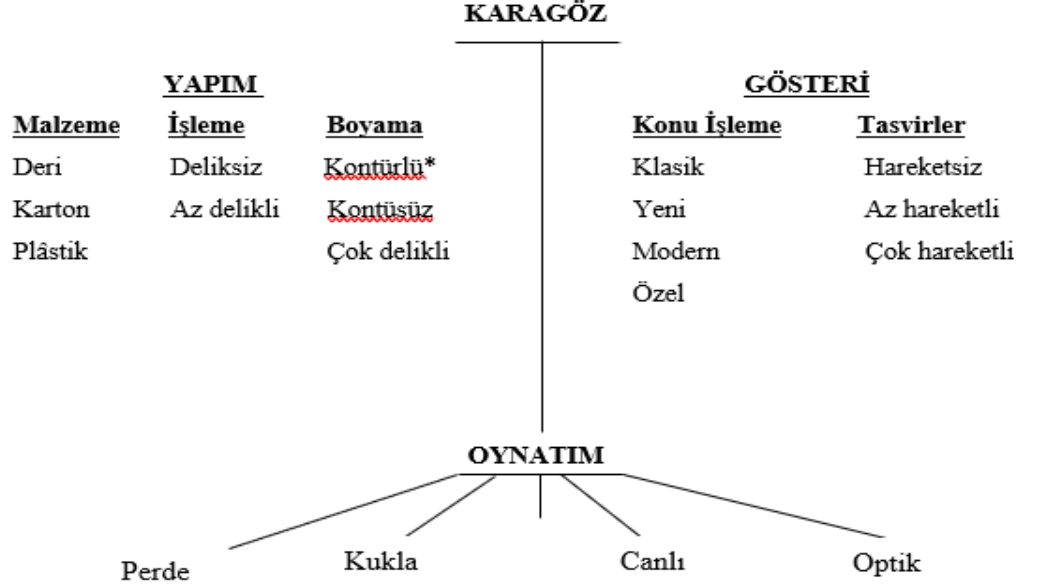 KARAGÖZ
YAPIM GÖSTERİ
Malzeme İşleme Boyama Konu İşleme Tasvirler
Deri Deliksiz Kontürlü* Klasik Hareketsiz
Karton Az delikli Kontüsüz Yeni Az hareketli
Plâstik Çok delikli Modern Çok hareketli
Özel
OYNATIM
Perde Kukla Canlı Optik